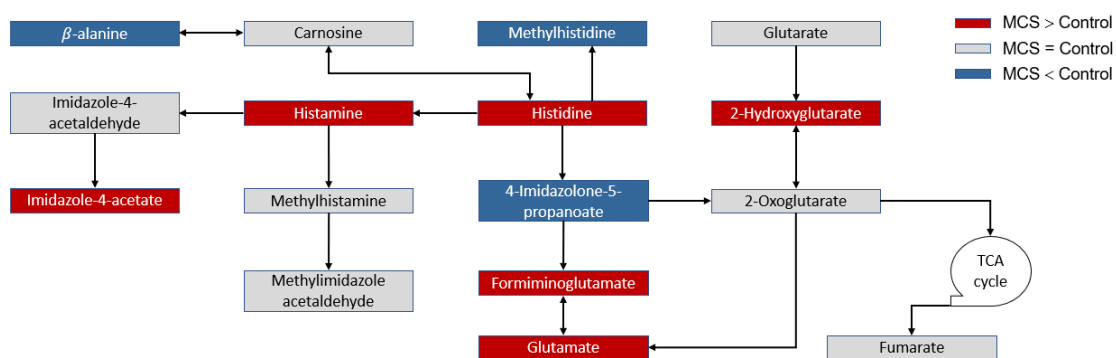 β-alanine
Carnosine
Methylhistidine
Glutarate
MCS > Control
MCS = Control
MCS < Control
Imidazole-4-
acetaldehyde
Histamine
Histidine
2-Hydroxyglutarate
Imidazole-4-acetate
Methylhistamine
4-Imidazolone-5-
propanoate
2-Oxoglutarate
Methylimidazole
acetaldehyde
Formiminoglutamate
TCA
cycle
Glutamate
Fumarate